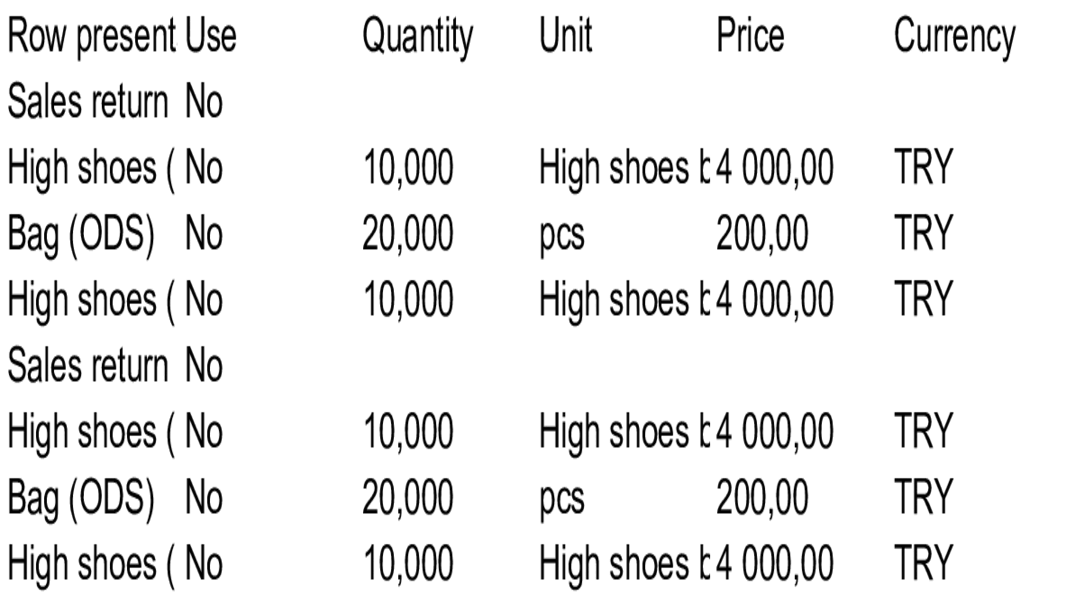 Row present Use Quantity Unit Price Currency
Sales return No
High shoes ( No 10,000 High shoes b 4 000,00 TRY
Bag (ODS) No 20,000 pcs 200,00 TRY
High shoes ( No 10,000 High shoes b 4 000,00 TRY
Sales return No
High shoes ( No 10,000 High shoes b 4 000,00 TRY
Bag (ODS) No 20,000 pcs 200,00 TRY
High shoes ( No 10,000 High shoes b 4 000,00 TRY